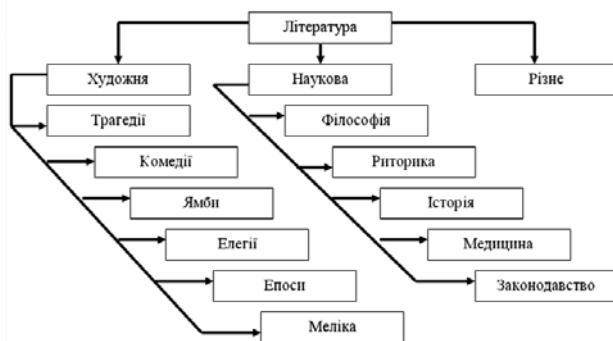 Література
Художня
Наукова
Різне
Трагедії
Філософія
Комедії
Риторика
Ямби
Історія
Елегії
Медицина
Епоси
Законодавство
Меліка